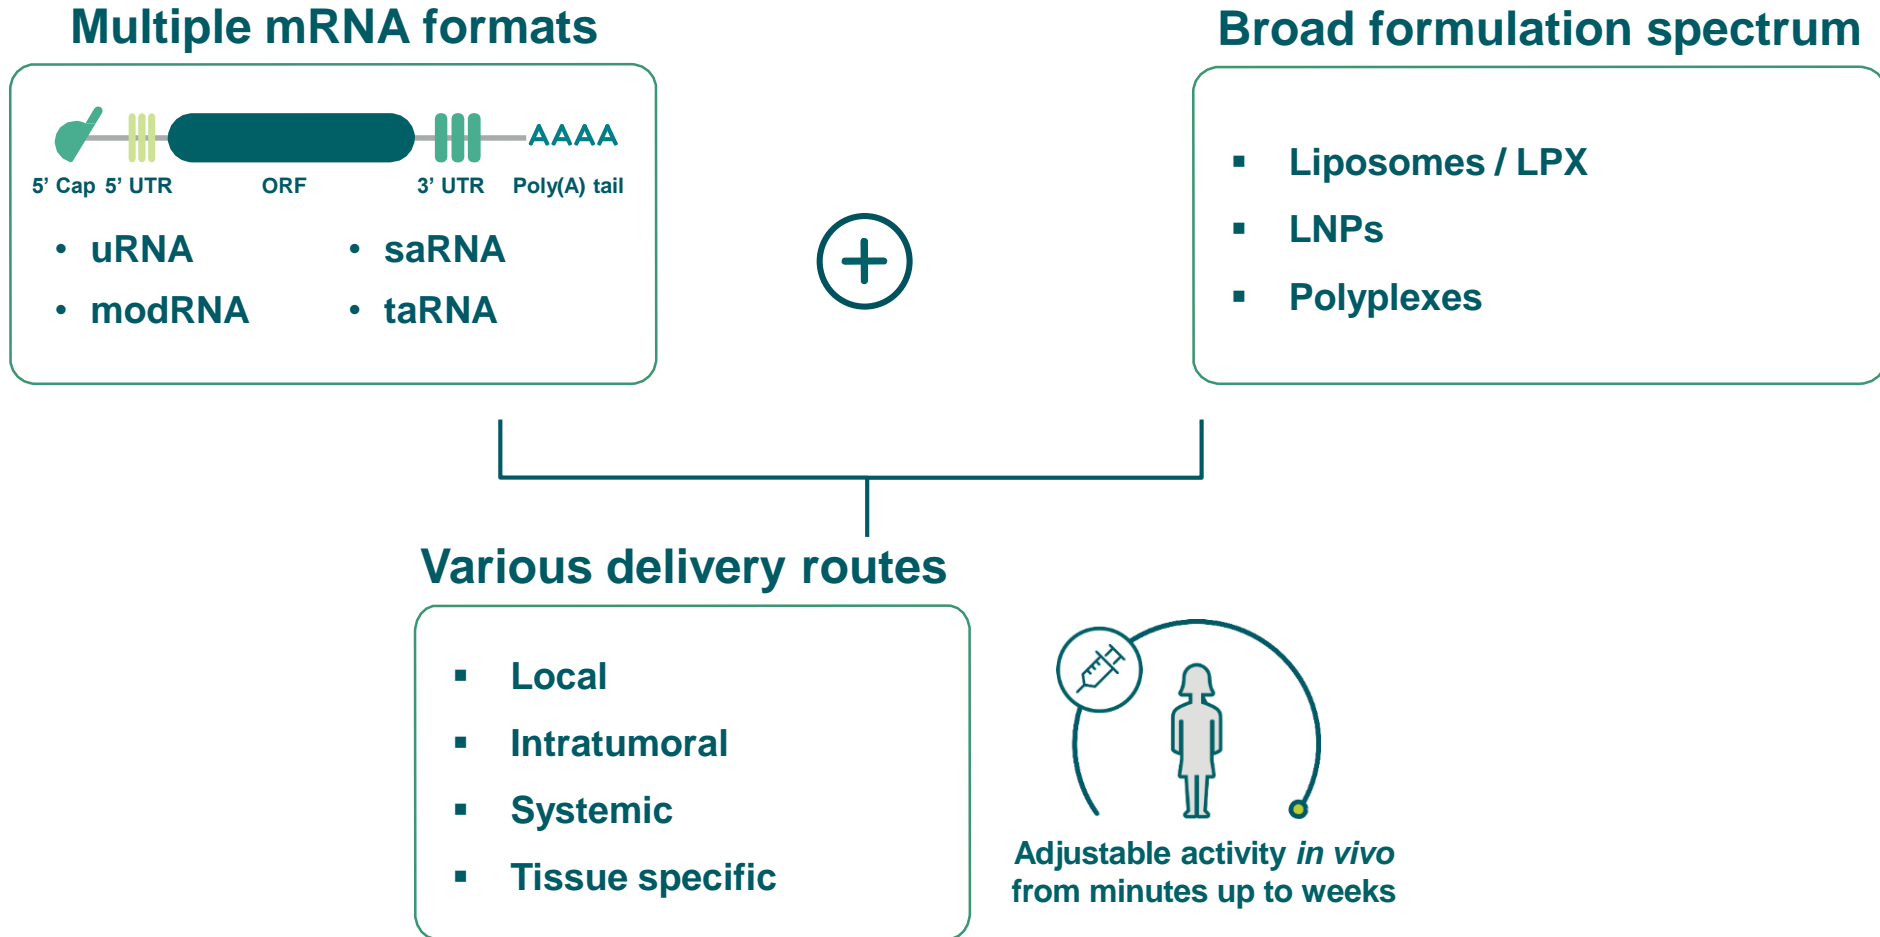 Multiple mRNA formats
AAAA
5’ Cap 5’ UTR ORF 3’ UTR Poly(A) tail
• uRNA
• modRNA
• saRNA
• taRNA
Broad formulation spectrum
▪ Liposomes / LPX
▪ LNPs
▪ Polyplexes
Various delivery routes
▪ Local
▪ Intratumoral
▪ Systemic
▪ Tissue specific
Adjustable activity in vivo
from minutes up to weeks